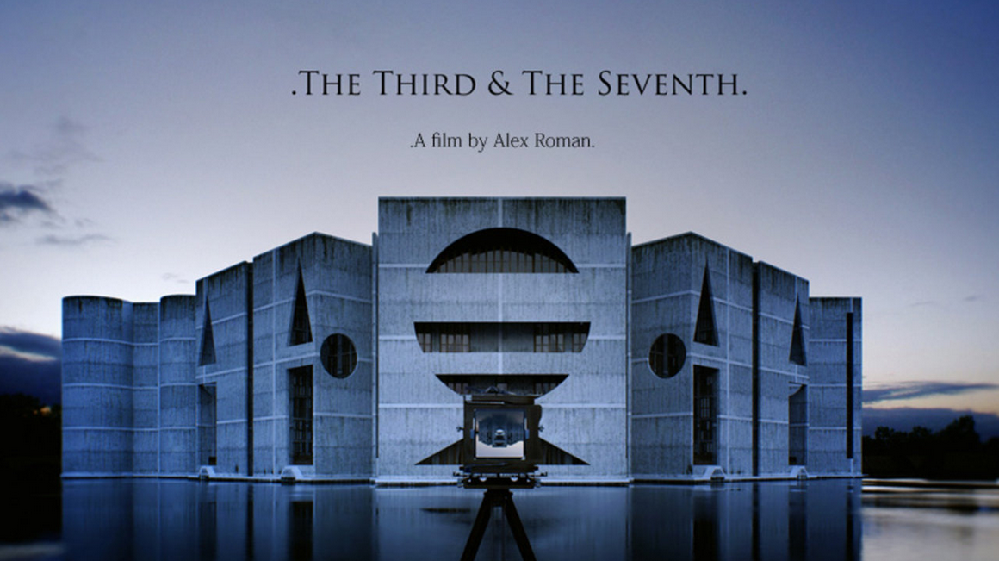 .The Third & The Seventh.
.A film by Alex Roman.